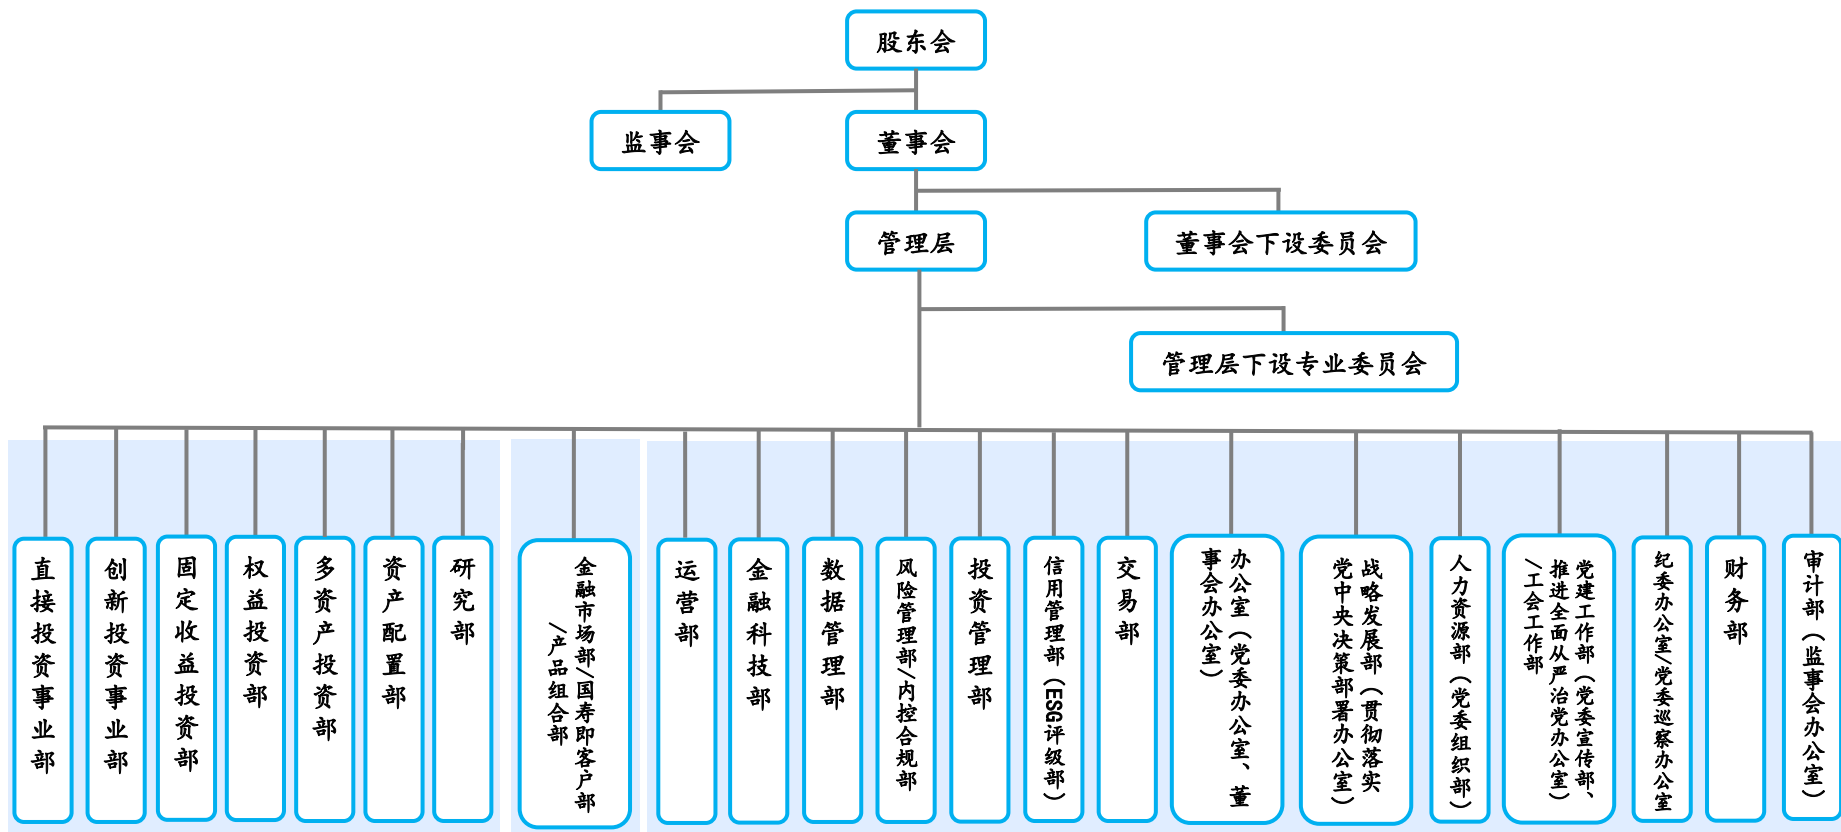 股东会
监事会
董事会
管理层
董事会下设委员会
管理层下设专业委员会
直接投资事业部
创新投资事业部
固定收益投资部
权益投资部
多资产投资部
资产配置部
研究部
金融市场部/国寿即客户部
/产品组合部
运营部
金融科技部
数据管理部
风险管理部/内控合规部
投资管理部
信用管理部（ESG评级部）
交易部
办公室（党委办公室、董
事会办公室）
战略发展部（贯彻落实
党中央决策部署办公室）
人力资源部（党委组织部）
党建工作部（党委宣传部、
推进全面从严治党办公室）
/工会工作部
纪委办公室/党委巡察办公室
财务部
审计部（监事会办公室）